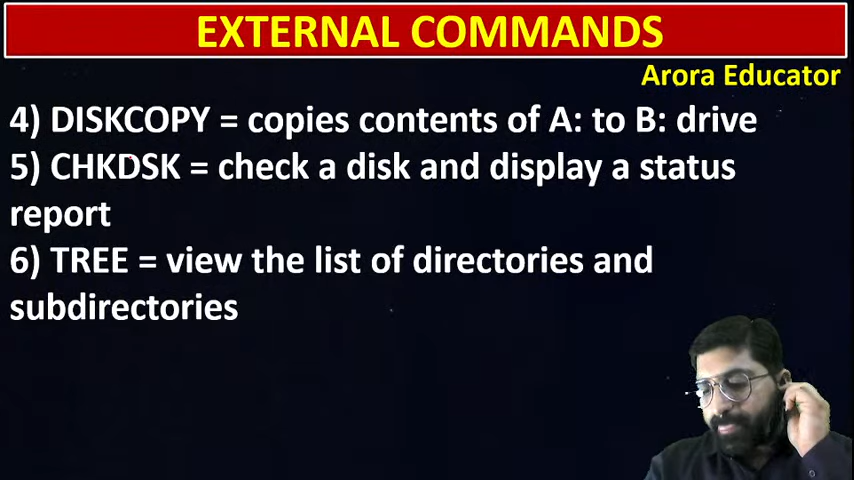 EXTERNAL COMMANDS
Arora Educator
4) DISKCOPY = copies contents of A: to B: drive
5) CHKDSK = check a disk and display a status
report
6) TREE = view the list of directories and
subdirectories